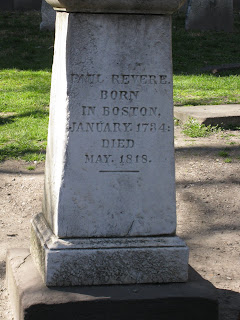 PAUL REVERE.
BORN
IN BOSTON,
JANUARY. 1734:
DIED
MAY. 1818.